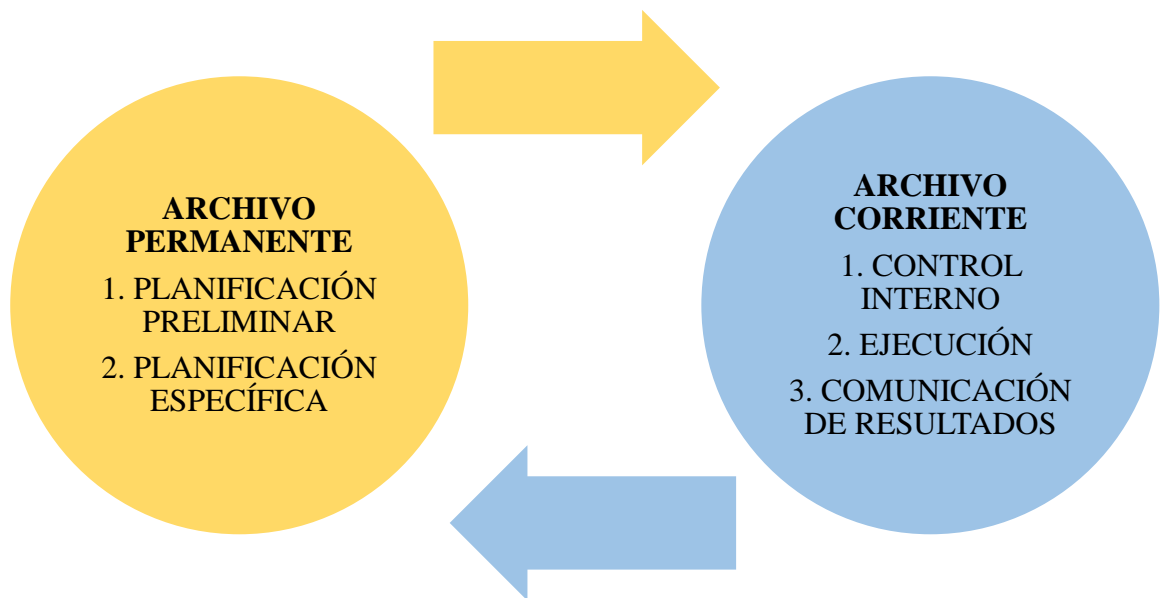 ARCHIVO
PERMANENTE
1. PLANIFICACIÓN
PRELIMINAR
2. PLANIFICACIÓN
ESPECÍFICA
ARCHIVO
CORRIENTE
1. CONTROL
INTERNO
2. EJECUCIÓN
3. COMUNICACIÓN
DE RESULTADOS